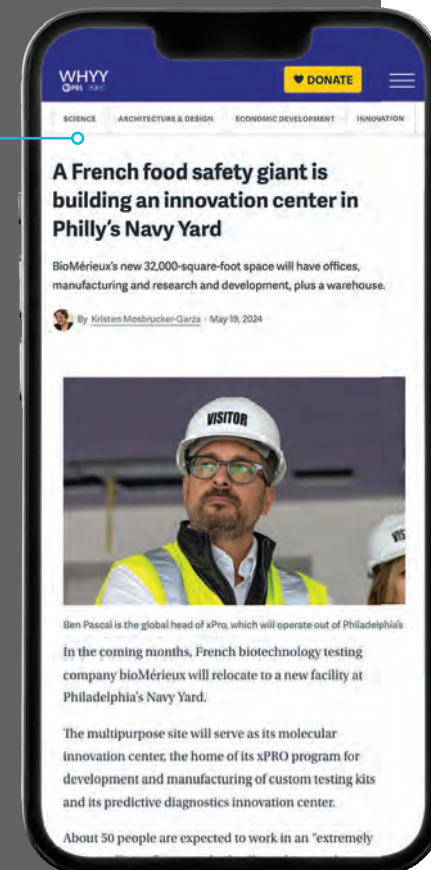 WHYY
PBS npr
DONATE
SCIENCE ARCHITECTURE & DESIGN ECONOMIC DEVELOPMENT INNOVATION
A French food safety giant is
building an innovation center in
Philly's Navy Yard
BioMérieux's new 32,000-square-foot space will have offices,
manufacturing and research and development, plus a warehouse.
By Kristen Mosbrucker-Garza · May 19, 2024
VISITOR
VIS
Ben Pascal is the global head of xPro, which will operate out of Philadelphia's
In the coming months, French biotechnology testing
company bioMérieux will relocate to a new facility at
Philadelphia's Navy Yard.
The multipurpose site will serve as its molecular
innovation center, the home of its xPRO program for
development and manufacturing of custom testing kits
and its predictive diagnostics innovation center.
About 50 people are expected to work in an "extremely